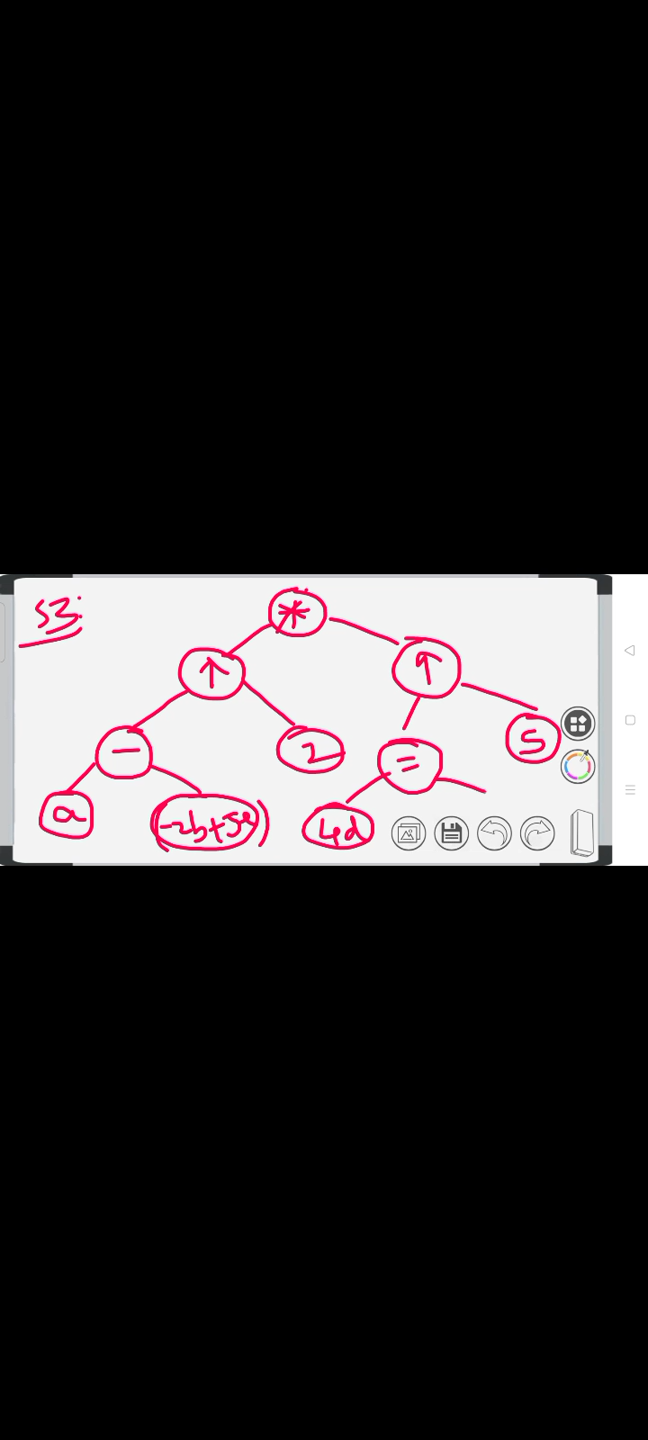 S3:
*
↑ ↑
- 2 = 5
a (-2b+5e) 4d